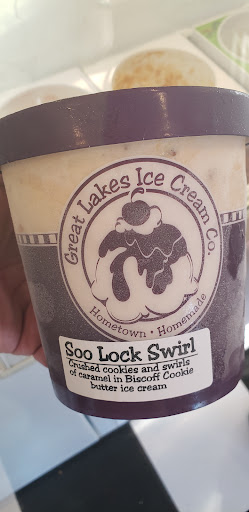 Great Lakes Ice Cream Co.
Hometown • Homemade
Soo Lock Swirl
Crushed cookies and swirls
of caramel in Biscoff Cookie
butter ice cream